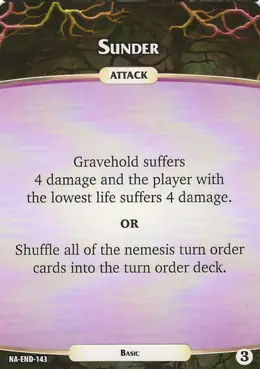 SUNDER
ATTACK
Gravehold suffers
4 damage and the player with
the lowest life suffers 4 damage.
OR
Shuffle all of the nemesis turn order
cards into the turn order deck.
NA-END-143
BASIC
3